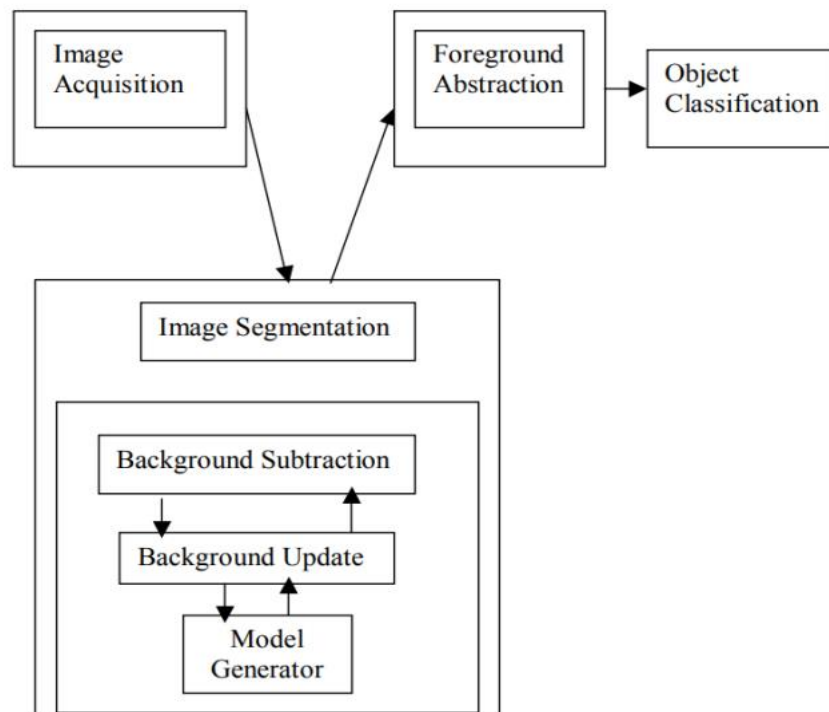 Image
Acquisition
Foreground
Abstraction
Object
Classification
Image Segmentation
Background Subtraction
Background Update
Model
Generator